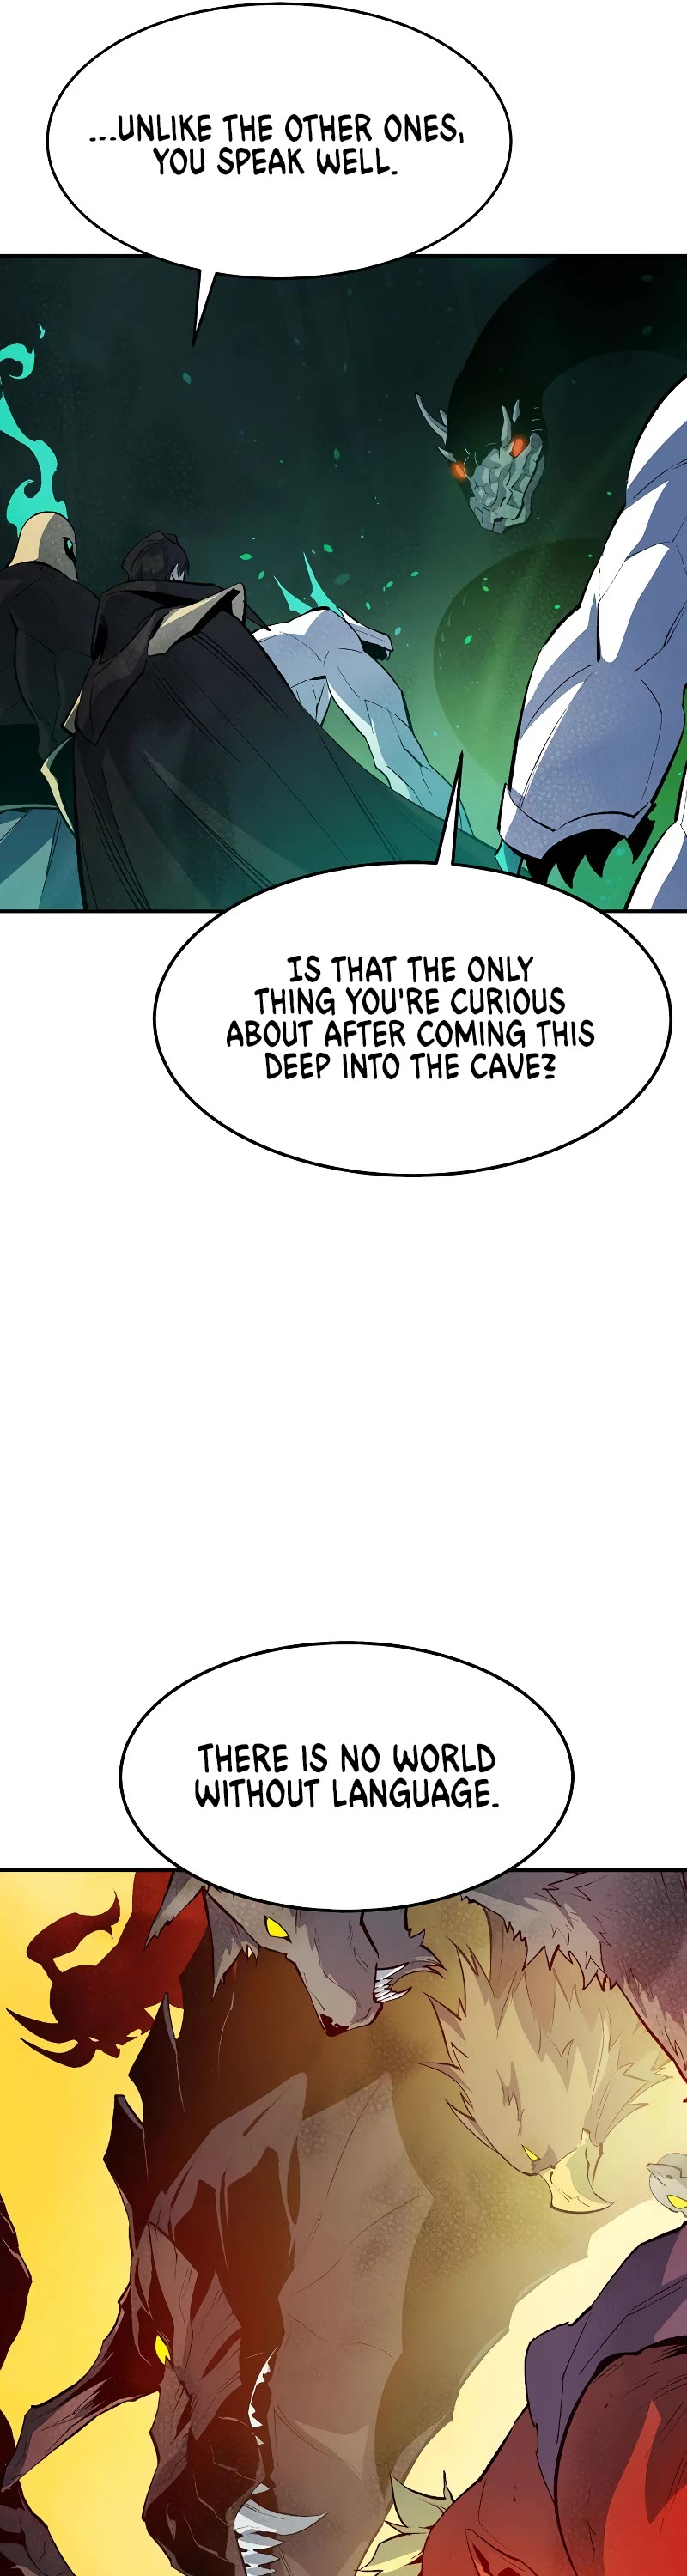 ...UNLIKE THE OTHER ONES,
YOU SPEAK WELL.
IS THAT THE ONLY
THING YOU'RE CURIOUS
ABOUT AFTER COMING THIS
DEEP INTO THE CAVE?
THERE IS NO WORLD
WITHOUT LANGUAGE.